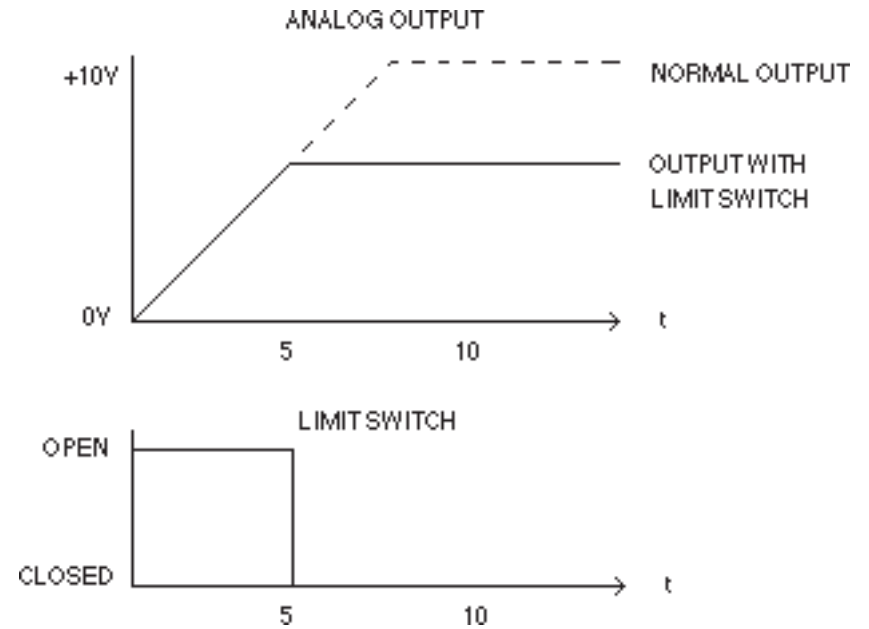 ANALOG OUTPUT
+10V
NORMAL OUTPUT
OUTPUT WITH
LIMIT SWITCH
0V
t
5
10
LIMIT SWITCH
OPEN
CLOSED
t
5
10